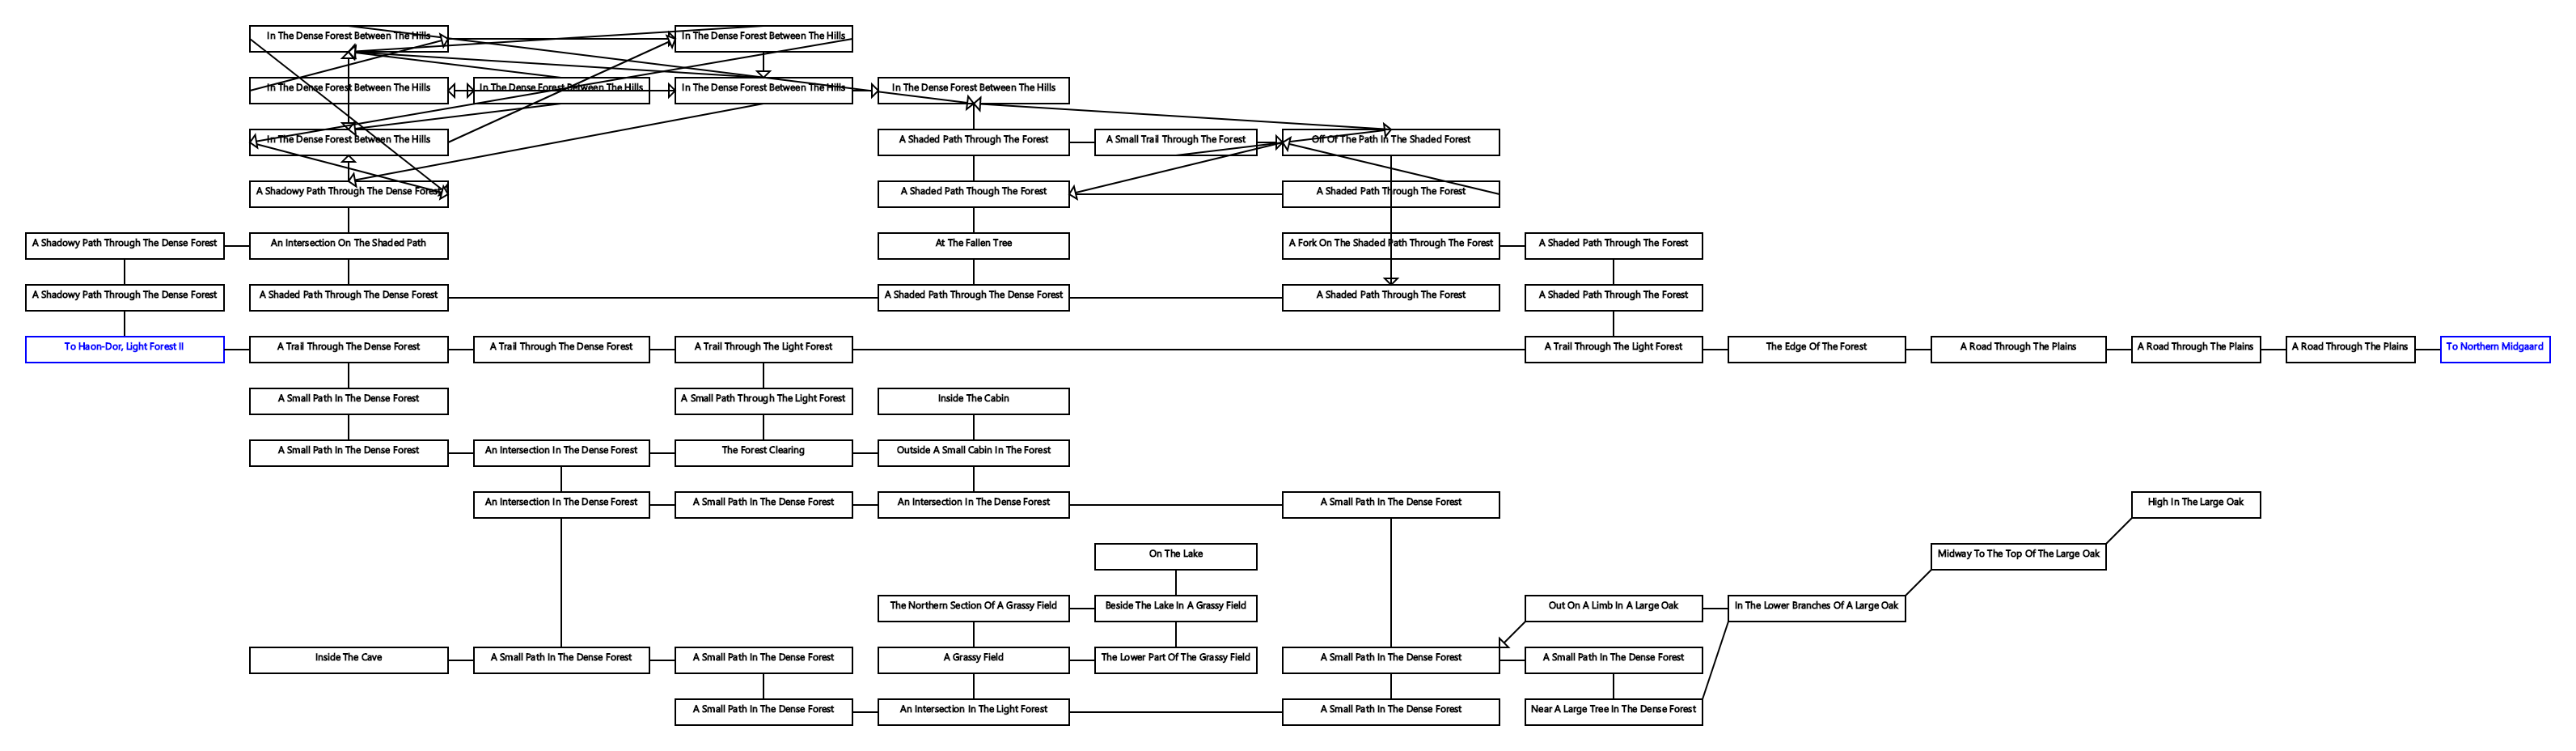 In The Dense Forest Between The Hills
In The Dense Forest Between The Hills
In The Dense Forest Between The Hills
In The Dense Forest Between The Hills
In The Dense Forest Between The Hills
In The Dense Forest Between The Hills
In The Dense Forest Between The Hills
A Shaded Path Through The Forest
A Small Trail Through The Forest
Off Of The Path In The Shaded Forest
A Shadowy Path Through The Dense Forest
A Shaded Path Though The Forest
A Shaded Path Through The Forest
A Shadowy Path Through The Dense Forest
An Intersection On The Shaded Path
At The Fallen Tree
A Fork On The Shaded Path Through The Forest
A Shaded Path Through The Forest
A Shadowy Path Through The Dense Forest
A Shaded Path Through The Dense Forest
A Shaded Path Through The Dense Forest
A Shaded Path Through The Forest
A Shaded Path Through The Forest
To Haon-Dor, Light Forest II
A Trail Through The Dense Forest
A Trail Through The Dense Forest
A Trail Through The Light Forest
A Trail Through The Light Forest
The Edge Of The Forest
A Road Through The Plains
A Road Through The Plains
A Road Through The Plains
To Northern Midgaard
A Small Path In The Dense Forest
A Small Path Through The Light Forest
Inside The Cabin
A Small Path In The Dense Forest
An Intersection In The Dense Forest
The Forest Clearing
Outside A Small Cabin In The Forest
An Intersection In The Dense Forest
A Small Path In The Dense Forest
An Intersection In The Dense Forest
A Small Path In The Dense Forest
High In The Large Oak
On The Lake
Midway To The Top Of The Large Oak
The Northern Section Of A Grassy Field
Beside The Lake In A Grassy Field
Out On A Limb In A Large Oak
In The Lower Branches Of A Large Oak
Inside The Cave
A Small Path In The Dense Forest
A Small Path In The Dense Forest
A Grassy Field
The Lower Part Of The Grassy Field
A Small Path In The Dense Forest
A Small Path In The Dense Forest
A Small Path In The Dense Forest
An Intersection In The Light Forest
A Small Path In The Dense Forest
Near A Large Tree In The Dense Forest